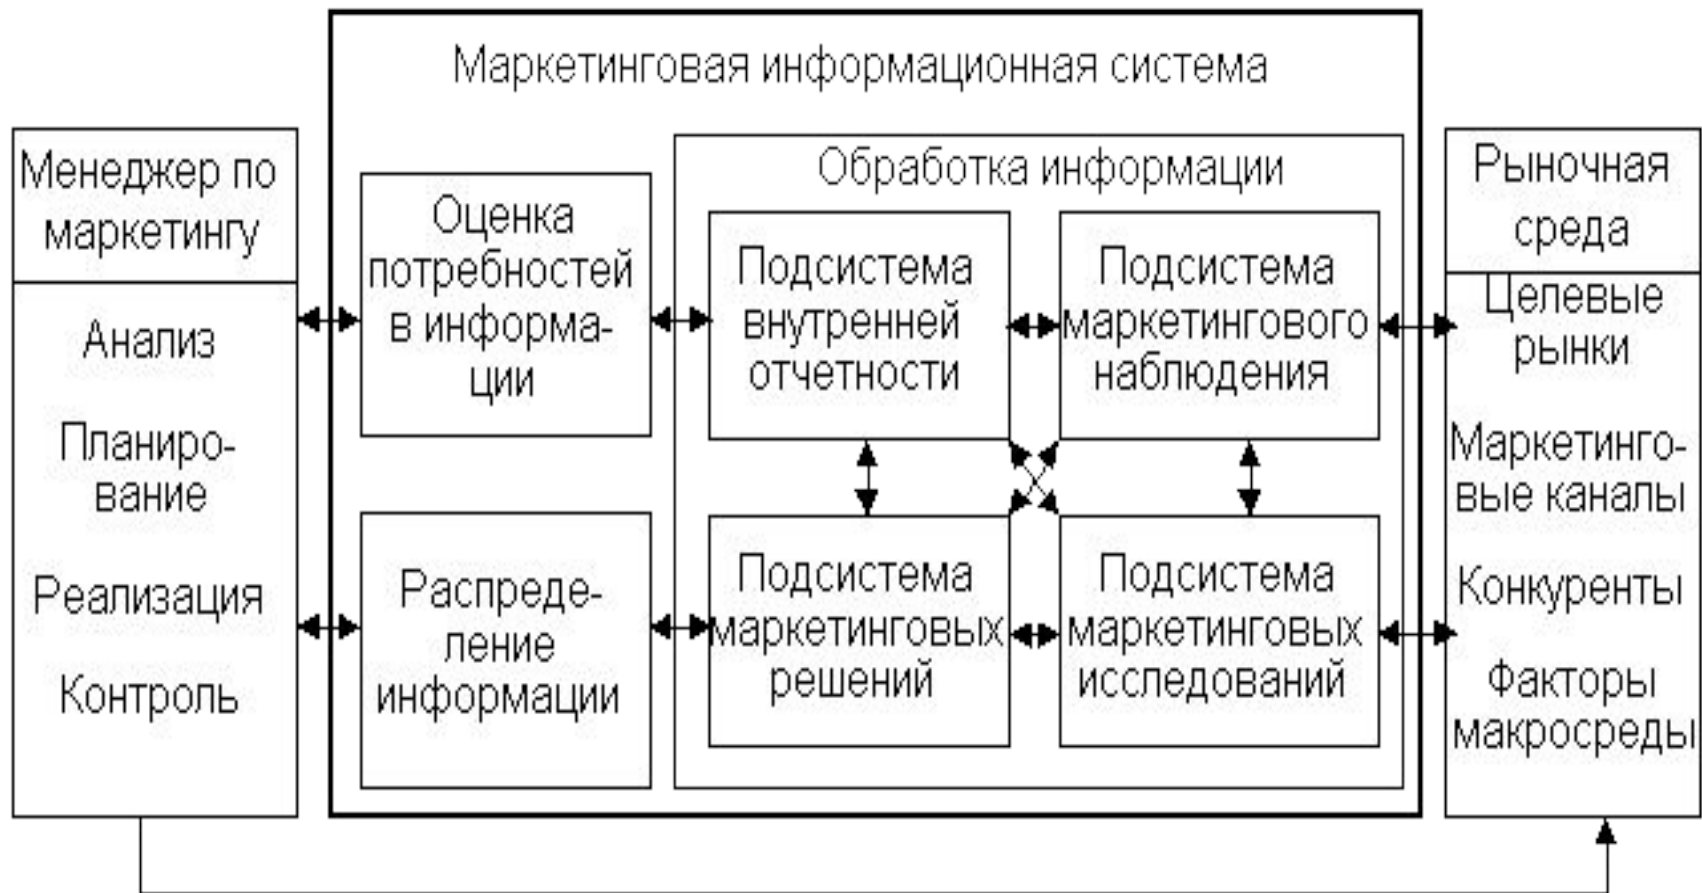 Маркетинговая информационная система
Менеджер по
маркетингу
Анализ
Планиро-
вание
Реализация
Контроль
Оценка
потребностей
в информа-
ции
Распреде-
ление
информации
Обработка информации
Подсистема
внутренней
отчетности
Подсистема
маркетингового
наблюдения
Подсистема
маркетинговых
решений
Подсистема
маркетинговых
исследований
Рыночная
среда
Целевые
рынки
Маркетинго-
вые каналы
Конкуренты
Факторы
макросреды